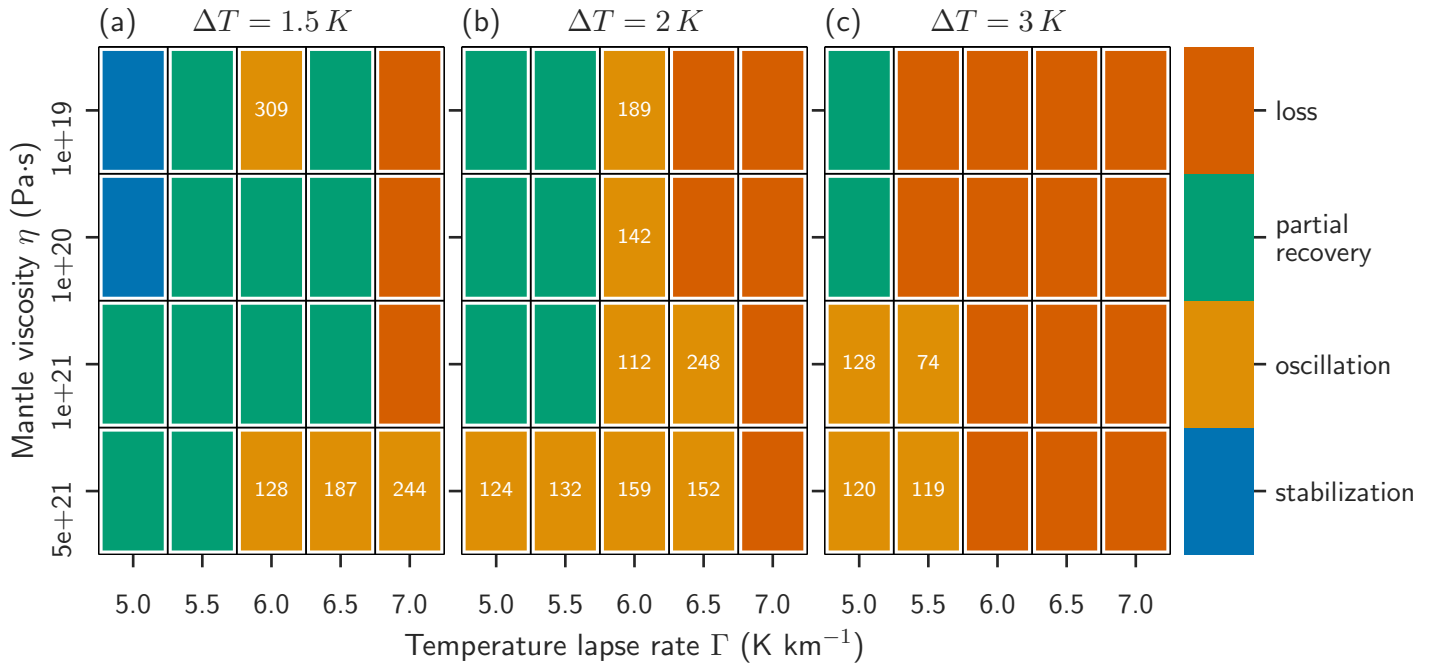 (a) ΔT = 1.5 K
(b) ΔT = 2 K
(c) ΔT = 3 K
Mantle viscosity η (Pa·s)
1e+19
1e+20
1e+21
5e+21
309
189
142
112 248
128 74
128 187 244
124 132 159 152
120 119
loss
partial
recovery
oscillation
stabilization
5.0 5.5 6.0 6.5 7.0
5.0 5.5 6.0 6.5 7.0
5.0 5.5 6.0 6.5 7.0
Temperature lapse rate Γ (K km⁻¹)